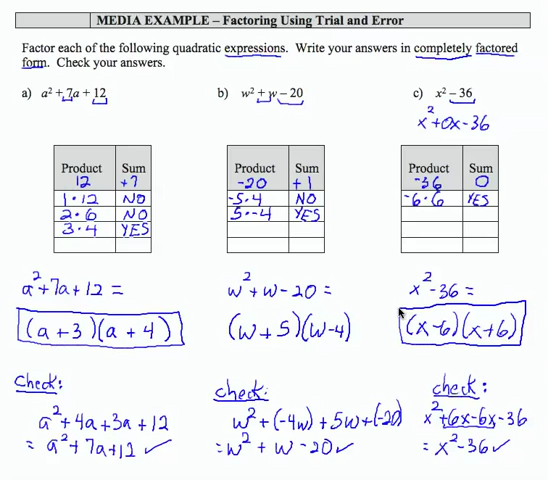 MEDIA EXAMPLE – Factoring Using Trial and Error
Factor each of the following quadratic expressions. Write your answers in completely factored
form. Check your answers.
a) a² + 7a + 12
b) w² + w – 20
c) x² – 36
x²+0x-36
Product Sum
12 +7
1·12 NO
2·6 NO
3·4 YES
Product Sum
-20 +1
-5·4 NO
5·-4 YES
Product Sum
-36 0
-6·6 YES
a²+7a+12 =
(a+3)(a+4)
w²+w-20 =
(w+5)(w-4)
x²-36 =
(x-6)(x+6)
Check:
a²+4a+3a+12
= a²+7a+12 ✓
check:
w²+(-4w)+5w+(-20)
= w²+w-20 ✓
check:
x²+6x-6x-36
= x²-36 ✓